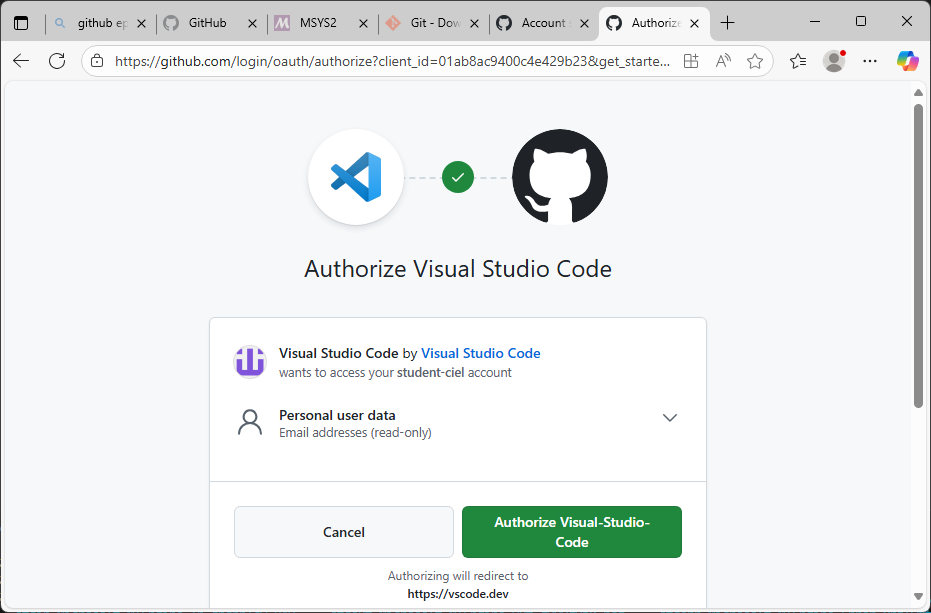 github ep
GitHub
MSYS2
Git - Dow
Account s
Authorize
https://github.com/login/oauth/authorize?client_id=01ab8ac9400c4e429b23&get_starte...
Authorize Visual Studio Code
Visual Studio Code by Visual Studio Code
wants to access your student-ciel account
Personal user data
Email addresses (read-only)
Cancel
Authorize Visual-Studio-
Code
Authorizing will redirect to
https://vscode.dev